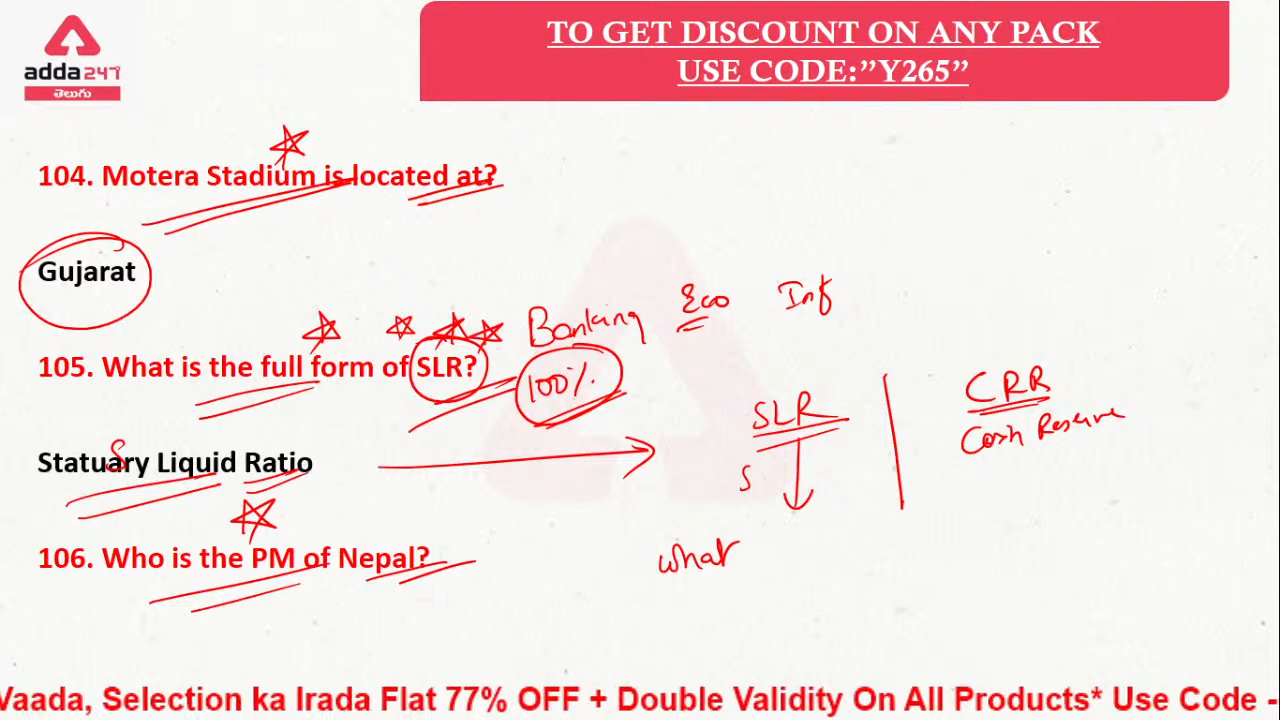 adda247
తెలుగు
TO GET DISCOUNT ON ANY PACK
USE CODE:”Y265”
104. Motera Stadium is located at?
Gujarat
Banking Eco Inf
105. What is the full form of SLR?
100%.
SLR
CRR
Cash Reserve
Statuary Liquid Ratio
S
S
106. Who is the PM of Nepal?
what
Vaada, Selection ka Irada Flat 77% OFF + Double Validity On All Products* Use Code -